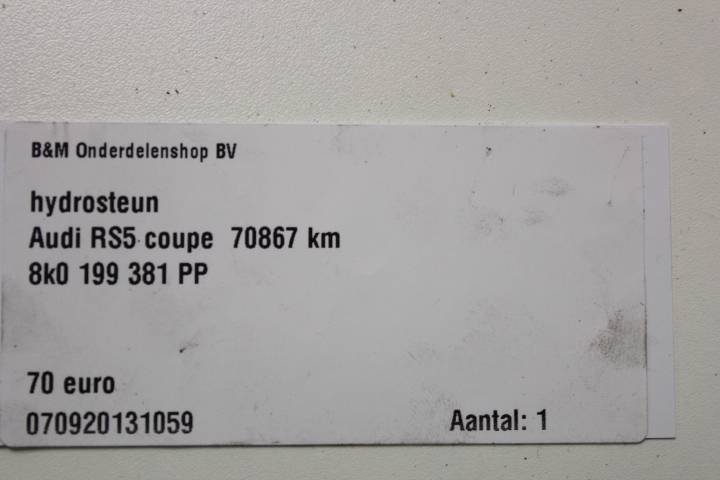 B&M Onderdelenshop BV
hydrosteun
Audi RS5 coupe 70867 km
8k0 199 381 PP
70 euro
070920131059 Aantal: 1